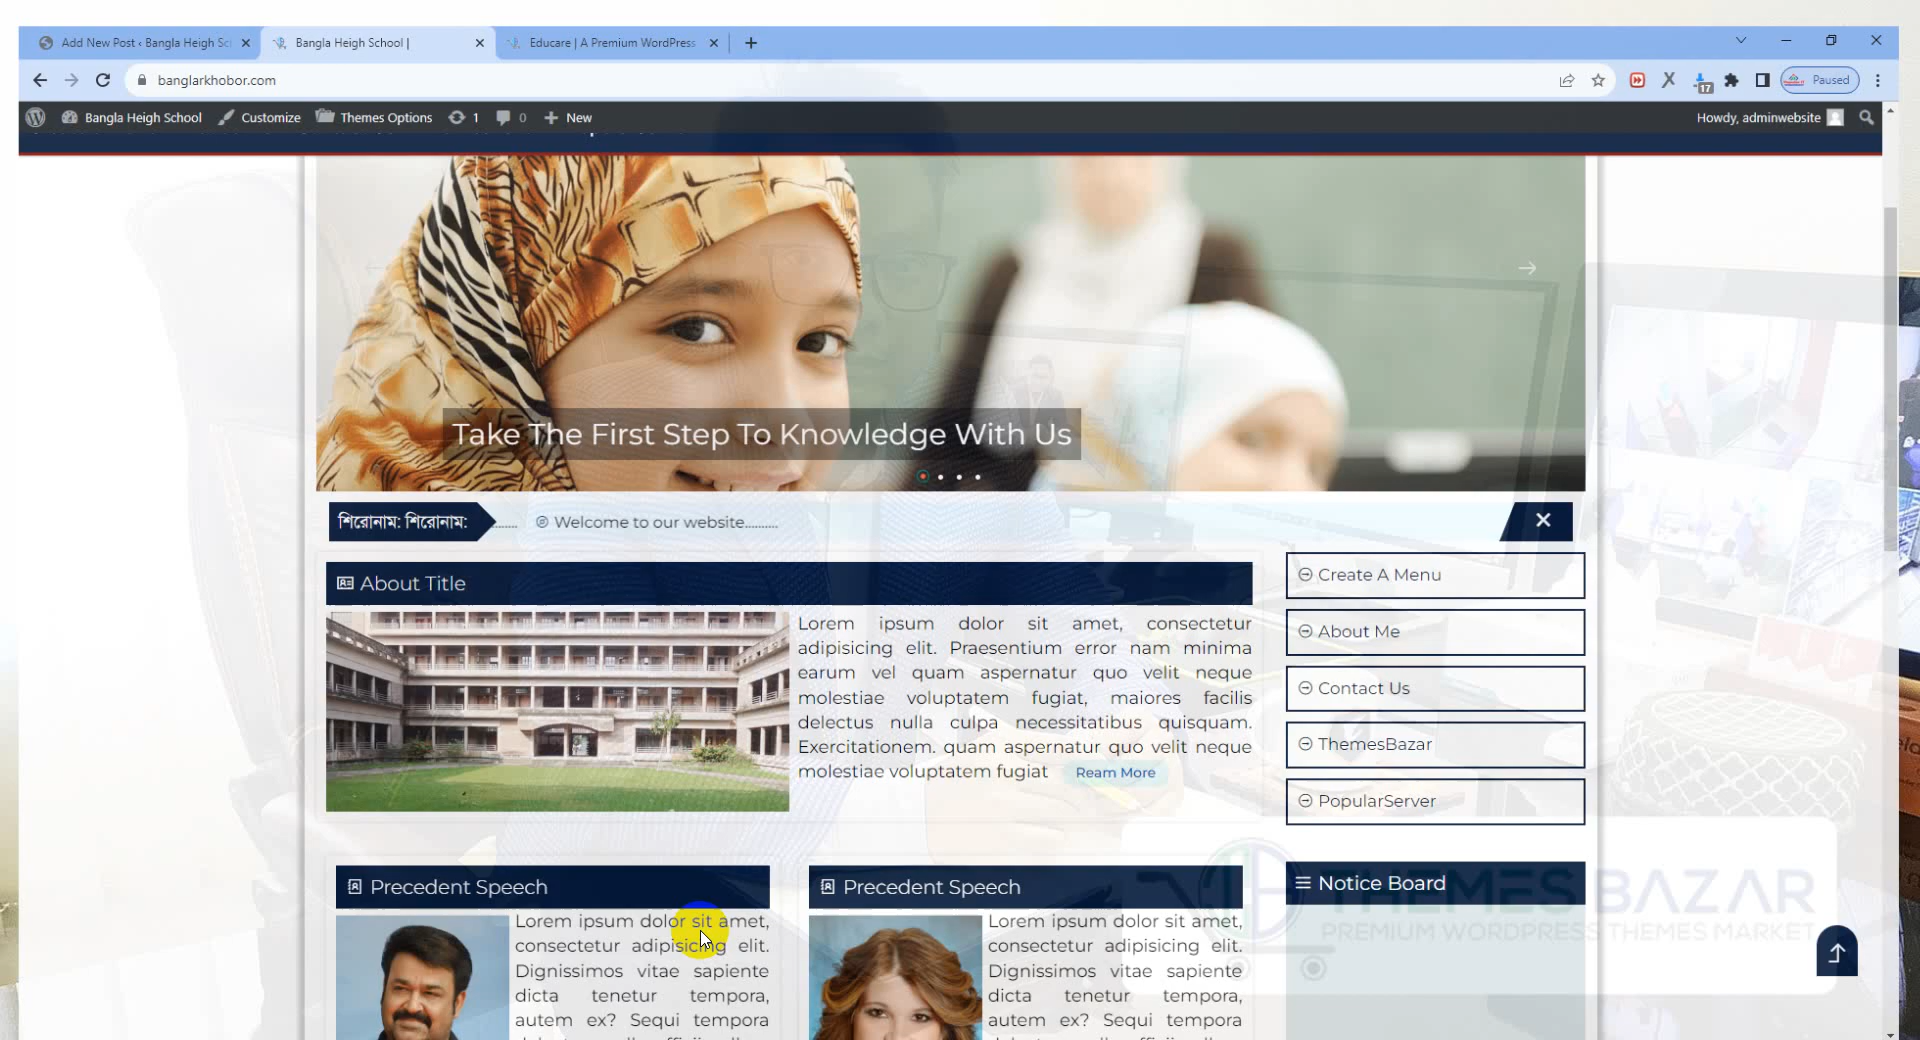 Add New Post ‹ Bangla Heigh Sc
Bangla Heigh School |
Educare | A Premium WordPress
banglarkhobor.com
17
Paused
Bangla Heigh School
Customize
Themes Options
1
0
New
Howdy, adminwebsite
Take The First Step To Knowledge With Us
শিরোনাম: শিরোনাম:
Welcome to our website..........
About Title
Lorem ipsum dolor sit amet, consectetur
adipisicing elit. Praesentium error nam minima
earum vel quam aspernatur quo velit neque
molestiae voluptatem fugiat, maiores facilis
delectus nulla culpa necessitatibus quisquam.
Exercitationem. quam aspernatur quo velit neque
molestiae voluptatem fugiat Ream More
Create A Menu
About Me
Contact Us
ThemesBazar
PopularServer
Precedent Speech
Lorem ipsum dolor sit amet,
consectetur adipisicing elit.
Dignissimos vitae sapiente
dicta tenetur tempora,
autem ex? Sequi tempora
Precedent Speech
Lorem ipsum dolor sit amet,
consectetur adipisicing elit.
Dignissimos vitae sapiente
dicta tenetur tempora,
autem ex? Sequi tempora
Notice Board
THEMES BAZAR
PREMIUM WORDPRESS THEMES MARKET